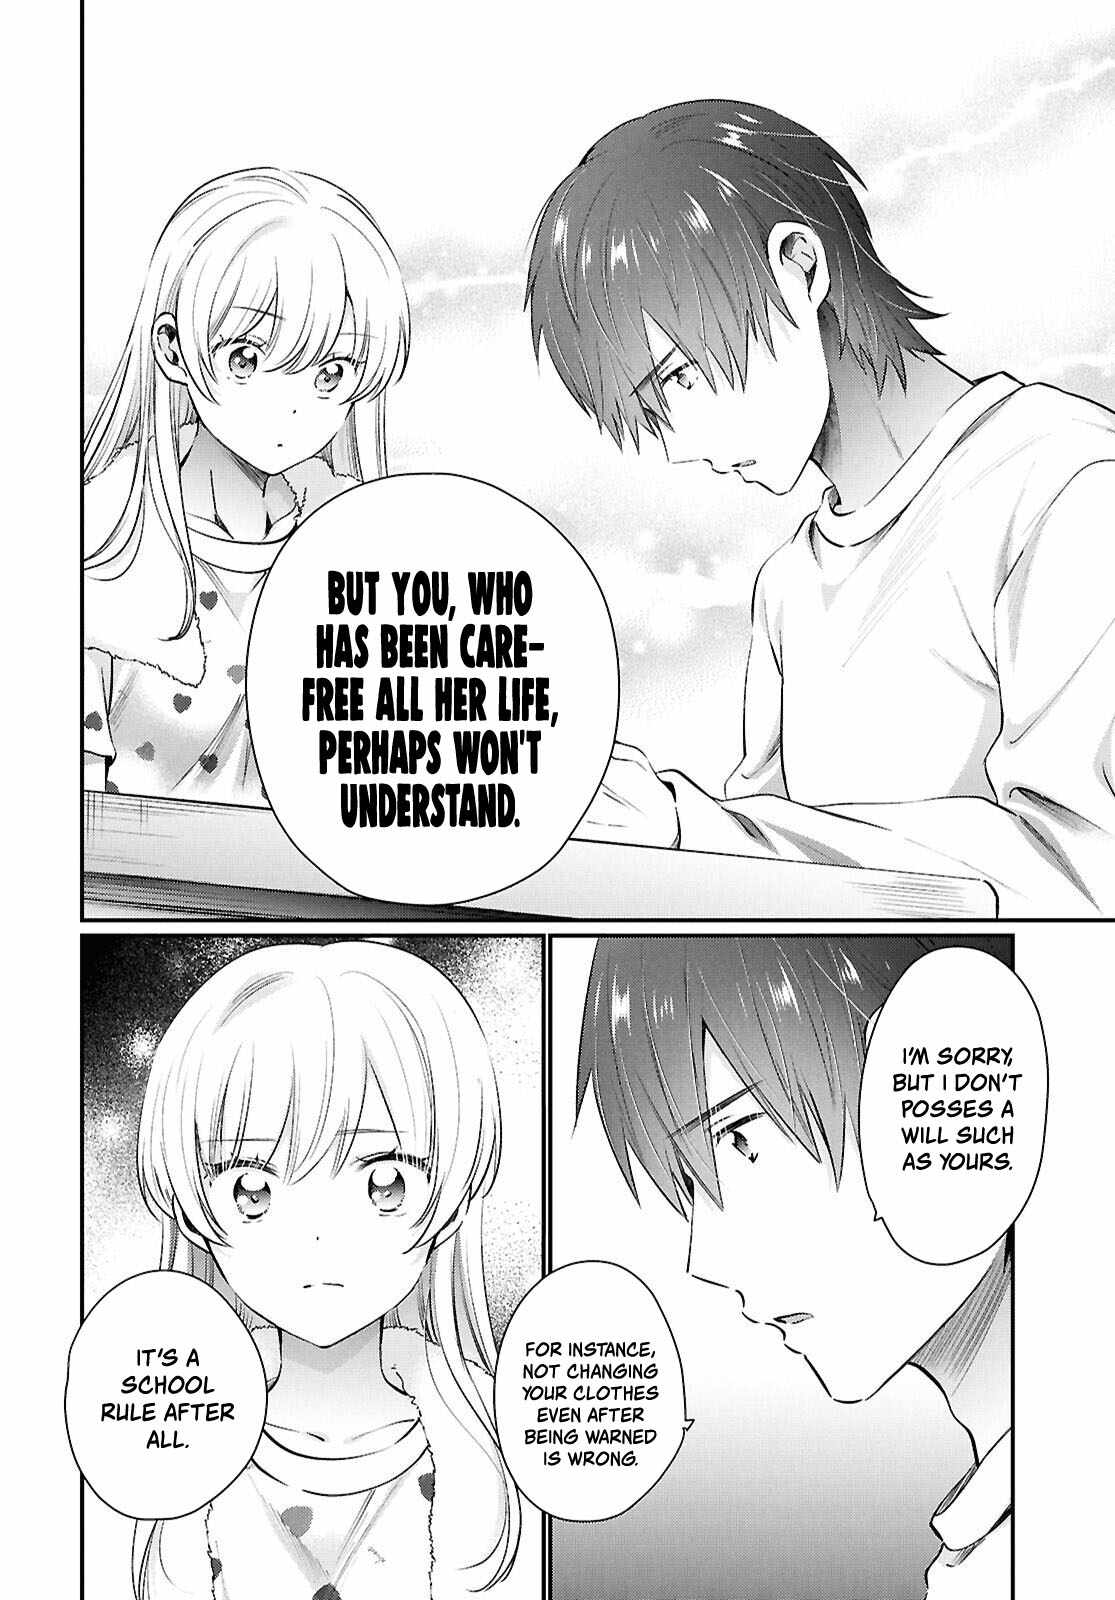 BUT YOU, WHO
HAS BEEN CARE-
FREE ALL HER LIFE,
PERHAPS WON'T
UNDERSTAND.
I'M SORRY,
BUT I DON'T
POSSES A
WILL SUCH
AS YOURS.
FOR INSTANCE,
NOT CHANGING
YOUR CLOTHES
EVEN AFTER
BEING WARNED
IS WRONG.
IT'S A
SCHOOL
RULE AFTER
ALL.